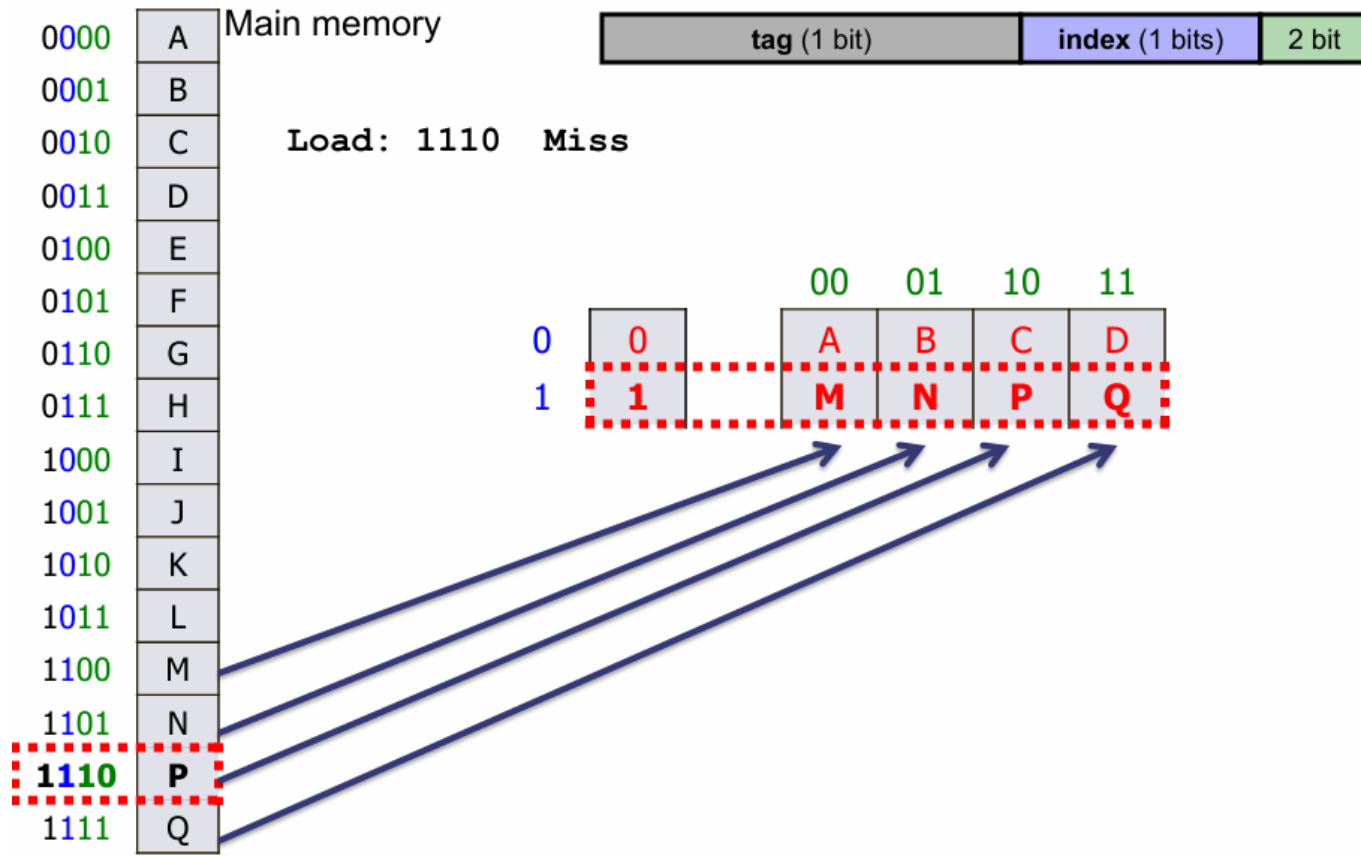 Main memory
tag (1 bit) index (1 bits) 2 bit
0000 A
0001 B
0010 C
0011 D
0100 E
0101 F
0110 G
0111 H
1000 I
1001 J
1010 K
1011 L
1100 M
1101 N
1110 P
1111 Q
Load: 1110 Miss
00 01 10 11
0 0 A B C D
1 1 M N P Q